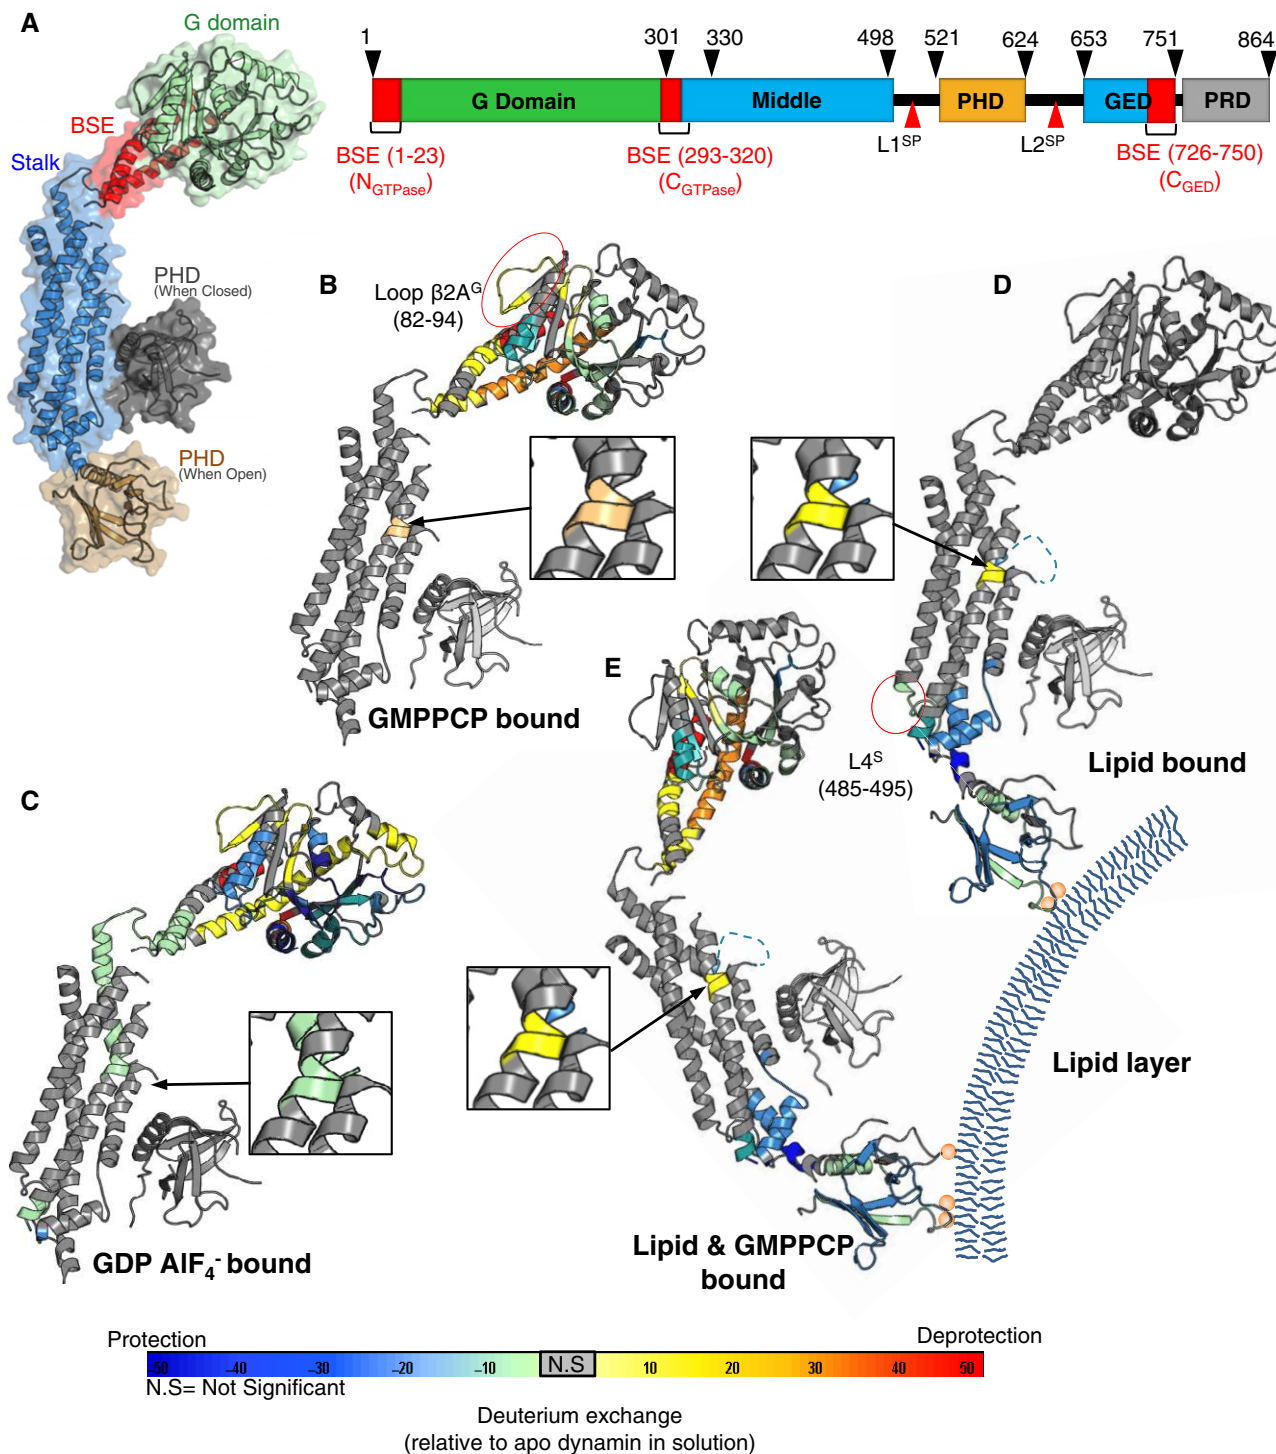 A
G domain
BSE
Stalk
PHD
(When Closed)
PHD
(When Open)
1
301
330
498
521
624
653
751
864
G Domain
Middle
PHD
GED
PRD
L1SP
L2SP
BSE (1-23)
(NGTPase)
BSE (293-320)
(CGTPase)
BSE (726-750)
(CGED)
B
Loop β2AG
(82-94)
GMPPCP bound
D
L4S
(485-495)
Lipid bound
E
Lipid layer
Lipid & GMPPCP
bound
C
GDP AlF4- bound
Protection
Deprotection
-50
-40
-30
-20
-10
N.S
10
20
30
40
50
N.S= Not Significant
Deuterium exchange
(relative to apo dynamin in solution)